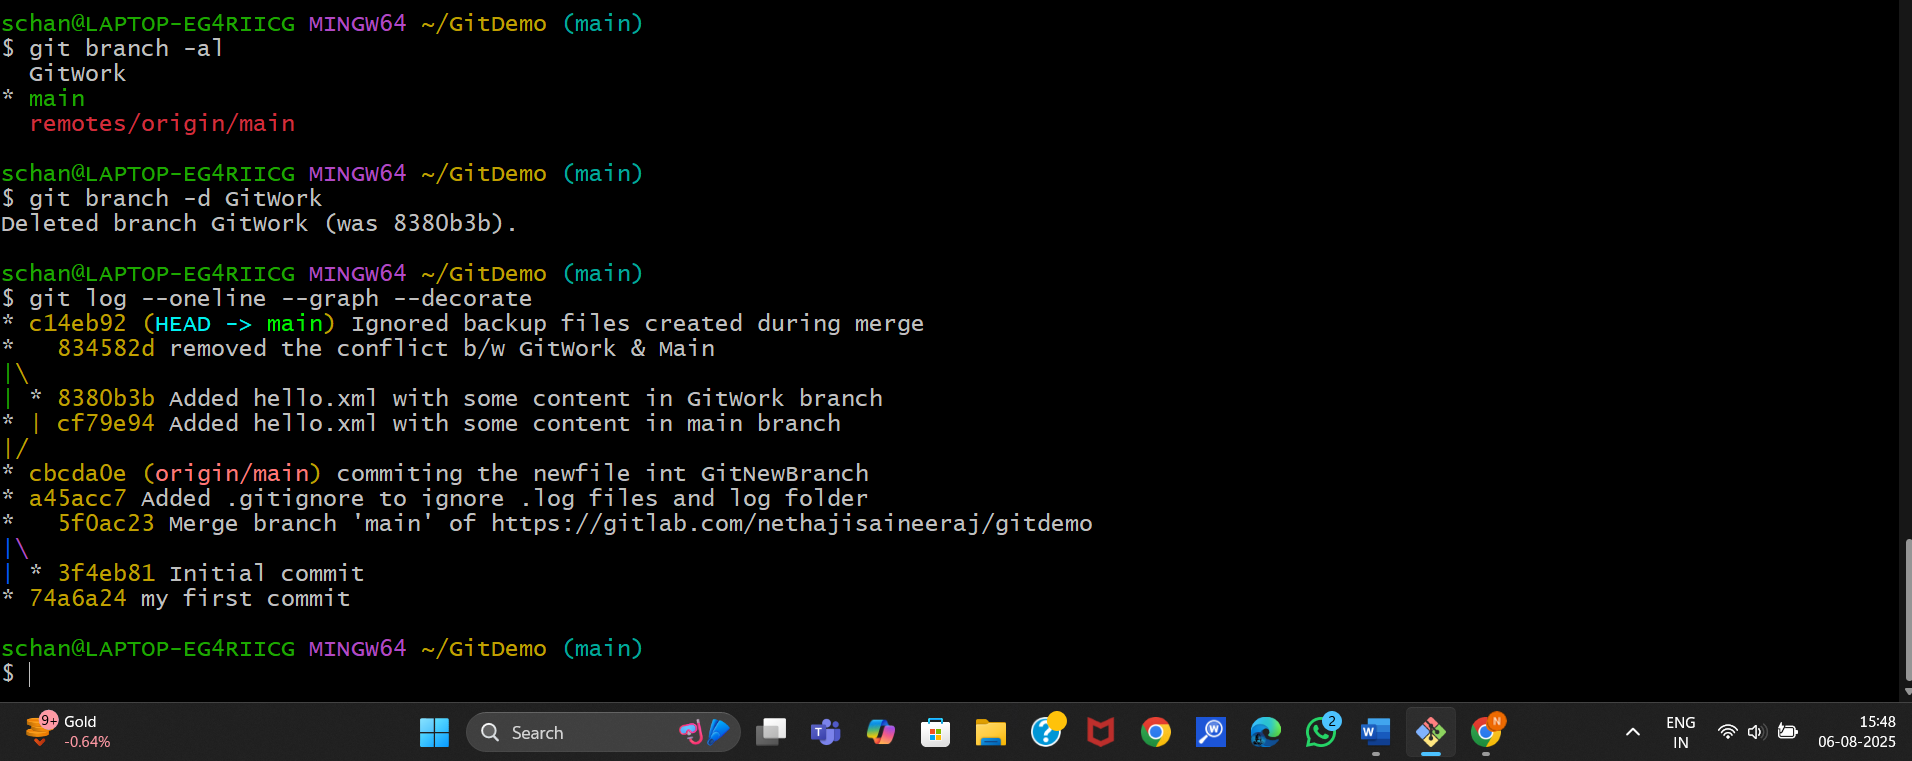 schan@LAPTOP-EG4RIICG MINGW64 ~/GitDemo (main)
$ git branch -al
  GitWork
* main
  remotes/origin/main
schan@LAPTOP-EG4RIICG MINGW64 ~/GitDemo (main)
$ git branch -d GitWork
Deleted branch GitWork (was 8380b3b).
schan@LAPTOP-EG4RIICG MINGW64 ~/GitDemo (main)
$ git log --oneline --graph --decorate
* c14eb92 (HEAD -> main) Ignored backup files created during merge
*   834582d removed the conflict b/w GitWork & Main
|\
| * 8380b3b Added hello.xml with some content in GitWork branch
* | cf79e94 Added hello.xml with some content in main branch
|/
* cbcda0e (origin/main) commiting the newfile int GitNewBranch
* a45acc7 Added .gitignore to ignore .log files and log folder
*   5f0ac23 Merge branch 'main' of https://gitlab.com/nethajisaineeraj/gitdemo
|\
| * 3f4eb81 Initial commit
* 74a6a24 my first commit
schan@LAPTOP-EG4RIICG MINGW64 ~/GitDemo (main)
$
9+
Gold
-0.64%
Search
T
W
2
W
N
ENG
IN
15:48
06-08-2025